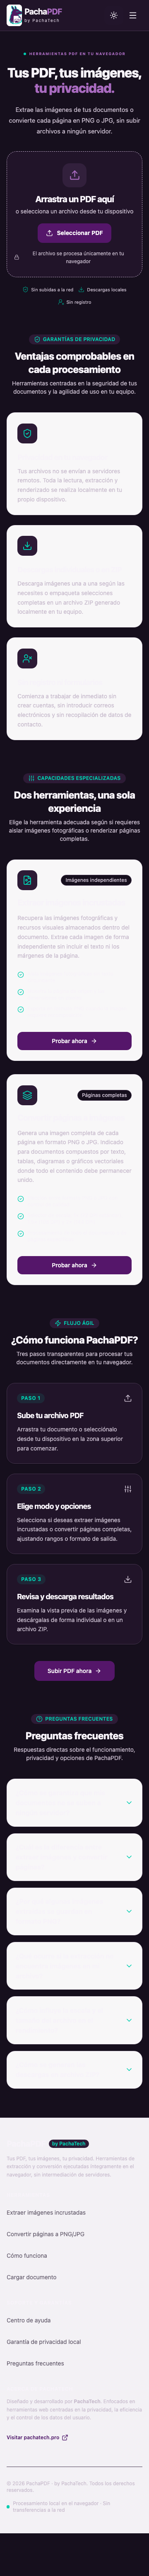 PachaPDF
by PachaTech
HERRAMIENTAS PDF EN TU NAVEGADOR
Tus PDF, tus imágenes,
tu privacidad.
Extrae las imágenes de tus documentos o
convierte cada página en PNG o JPG, sin subir
archivos a ningún servidor.
Arrastra un PDF aquí
o selecciona un archivo desde tu dispositivo
Seleccionar PDF
El archivo se procesa únicamente en tu
navegador
Sin subidas a la red
Descargas locales
Sin registro
GARANTÍAS DE PRIVACIDAD
Ventajas comprobables en
cada procesamiento
Herramientas centradas en la seguridad de tus
documentos y la agilidad de uso en tu equipo.
Tus archivos no se envían a servidores
remotos. Toda la lectura, extracción y
renderizado se realiza localmente en tu
propio dispositivo.
Descarga imágenes una a una según las
necesites o empaqueta selecciones
completas en archivo ZIP generado
localmente en tu equipo.
Comienza a trabajar de inmediato sin
crear cuentas, sin introducir correos
electrónicos y sin recopilación de datos de
contacto.
CAPACIDADES ESPECIALIZADAS
Dos herramientas, una sola
experiencia
Elige la herramienta adecuada según si requieres
aislar imágenes fotográficas o renderizar páginas
completas.
Imágenes independientes
Recupera las imágenes fotográficas y
recursos visuales almacenados dentro del
documento. Extrae cada imagen de forma
independiente sin incluir el texto ni los
márgenes de la página.
Probar ahora
Páginas completas
Genera una imagen completa de cada
página en formato PNG o JPG. Indicado
para documentos compuestos por texto,
tablas, diagramas o gráficos vectoriales
donde todo el contenido debe permanecer
unido.
Probar ahora
FLUJO ÁGIL
¿Cómo funciona PachaPDF?
Tres pasos transparentes para procesar tus
documentos directamente en tu navegador.
PASO 1
Sube tu archivo PDF
Arrastra tu documento o selecciónalo
desde tu dispositivo en la zona superior
para comenzar.
PASO 2
Elige modo y opciones
Selecciona si deseas extraer imágenes
incrustadas o convertir páginas completas,
ajustando rangos o formato de salida.
PASO 3
Revisa y descarga resultados
Examina la vista previa de las imágenes y
descárgalas de forma individual o en un
archivo ZIP.
Subir PDF ahora
PREGUNTAS FRECUENTES
Preguntas frecuentes
Respuestas directas sobre el funcionamiento,
privacidad y opciones de PachaPDF.
by PachaTech
Tus PDF, tus imágenes, tu privacidad. Herramientas de
extracción y conversión ejecutadas íntegramente en el
navegador, sin intermediación de servidores.
Extraer imágenes incrustadas
Convertir páginas a PNG/JPG
Cómo funciona
Cargar documento
Centro de ayuda
Garantía de privacidad local
Preguntas frecuentes
Diseñado y desarrollado por PachaTech. Enfocados en
herramientas web centradas en la privacidad, la eficiencia
y el control de los datos del usuario.
Visitar pachatech.pro
© 2026 PachaPDF · by PachaTech. Todos los derechos
reservados.
Procesamiento local en el navegador · Sin
transferencias a la red